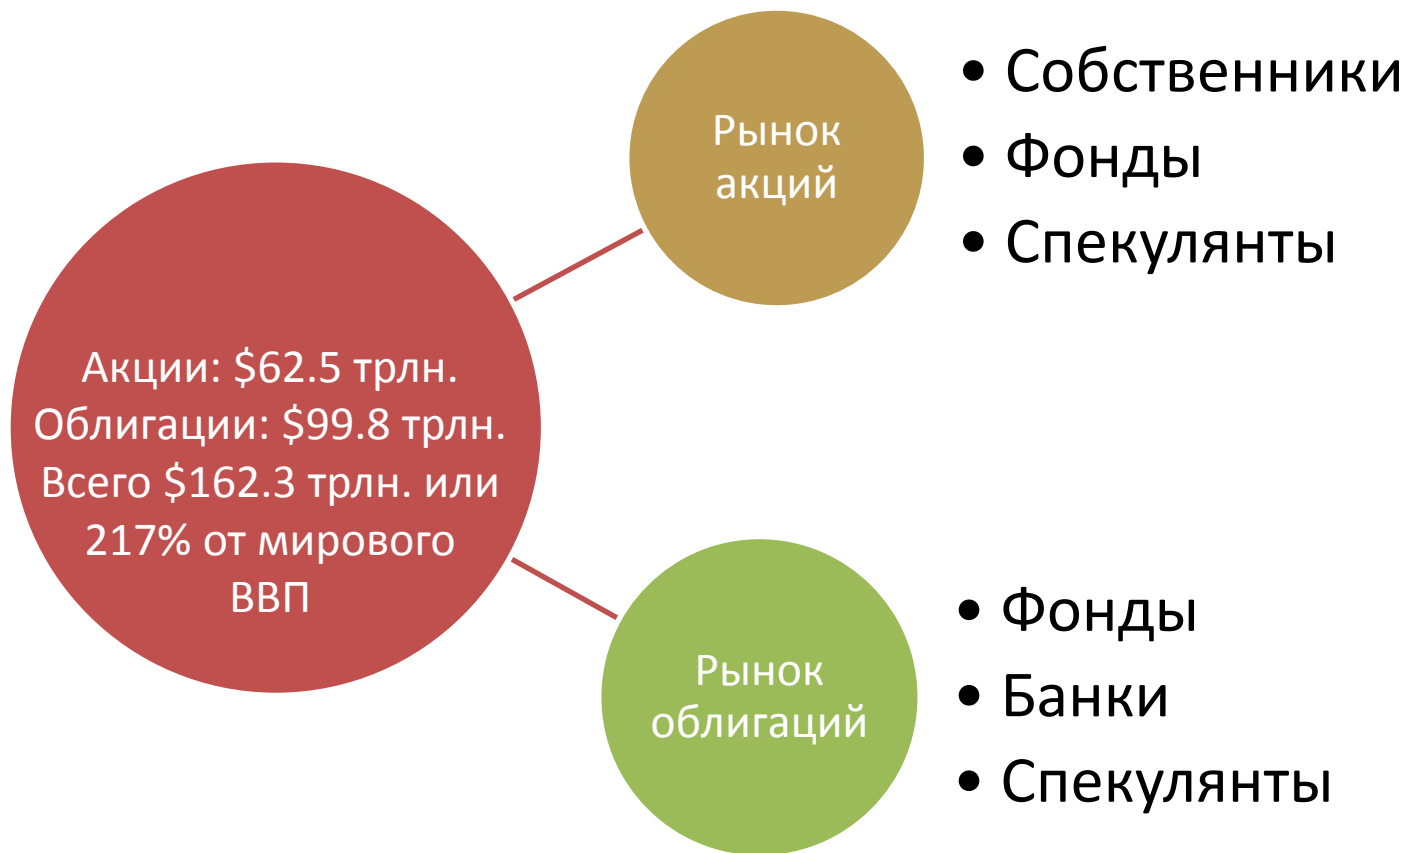 Рынок
акций
• Собственники
• Фонды
• Спекулянты
Акции: $62.5 трлн.
Облигации: $99.8 трлн.
Всего $162.3 трлн. или
217% от мирового
ВВП
Рынок
облигаций
• Фонды
• Банки
• Спекулянты